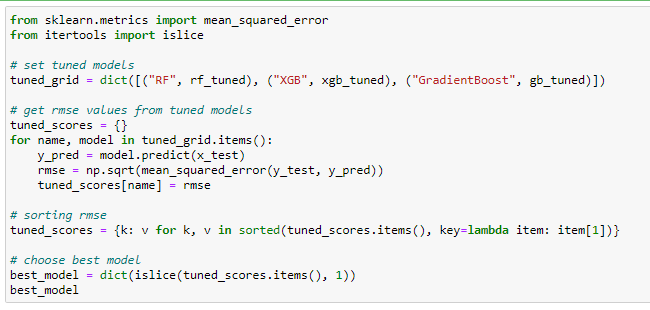 from sklearn.metrics import mean_squared_error
from itertools import islice

# set tuned models
tuned_grid = dict([("RF", rf_tuned), ("XGB", xgb_tuned), ("GradientBoost", gb_tuned)])

# get rmse values from tuned models
tuned_scores = {}
for name, model in tuned_grid.items():
    y_pred = model.predict(x_test)
    rmse = np.sqrt(mean_squared_error(y_test, y_pred))
    tuned_scores[name] = rmse

# sorting rmse
tuned_scores = {k: v for k, v in sorted(tuned_scores.items(), key=lambda item: item[1])}

# choose best model
best_model = dict(islice(tuned_scores.items(), 1))
best_model